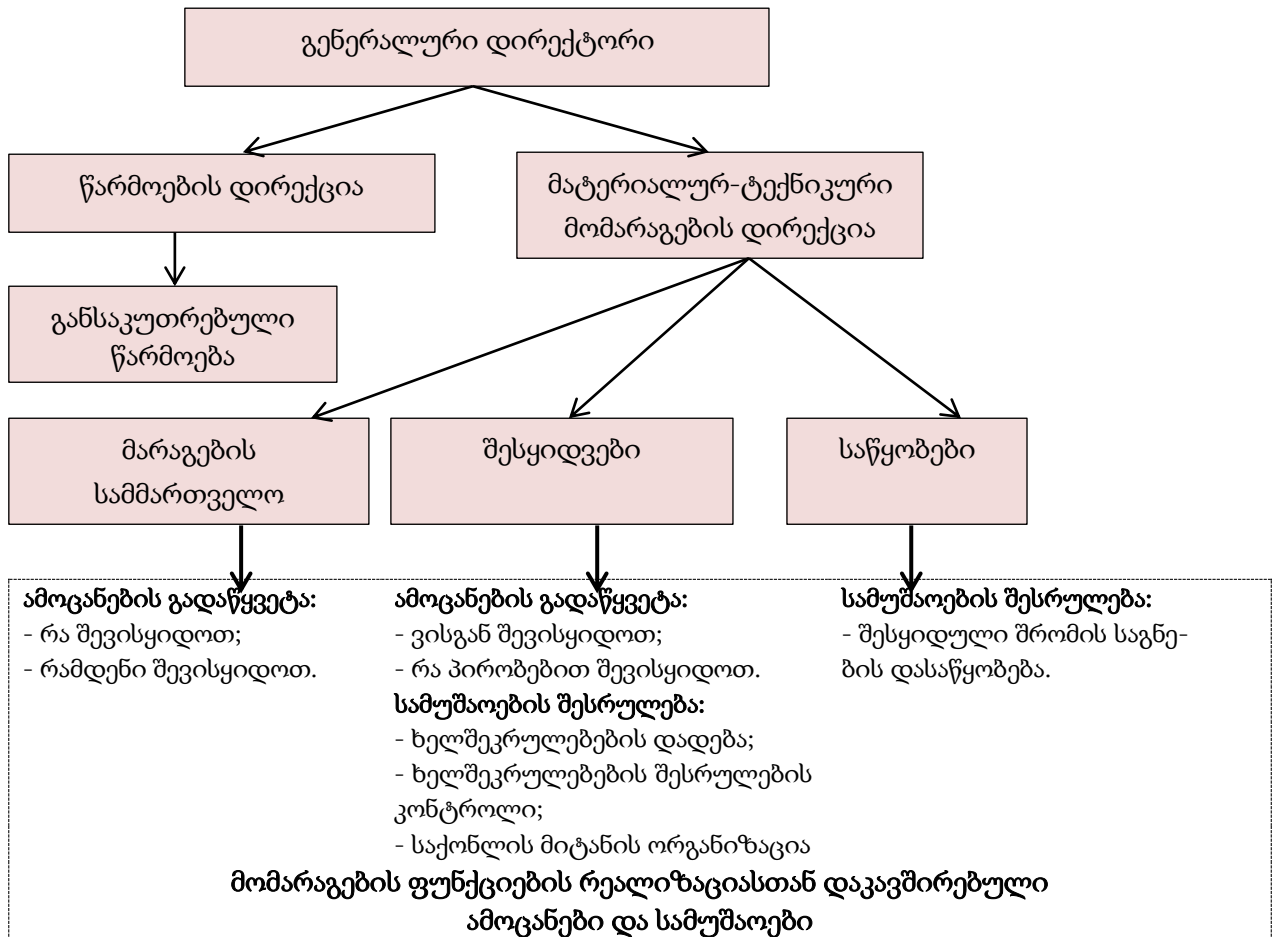 გენერალური დირექტორი
წარმოების დირექცია
მატერიალურ-ტექნიკური
მომარაგების დირექცია
განსაკუთრებული
წარმოება
მარაგების
სამმართველო
შესყიდვები
საწყობები
ამოცანების გადაწყვეტა:
- რა შევისყიდოთ;
- რამდენი შევისყიდოთ.
ამოცანების გადაწყვეტა:
- ვისგან შევისყიდოთ;
- რა პირობებით შევისყიდოთ.
სამუშაოების შესრულება:
- ხელშეკრულებების დადება;
- ხელშეკრულებების შესრულების
კონტროლი;
- საქონლის მიტანის ორგანიზაცია
სამუშაოების შესრულება:
- შესყიდული შრომის საგნე-
ბის დასაწყობება.
მომარაგების ფუნქციების რეალიზაციასთან დაკავშირებული
ამოცანები და სამუშაოები